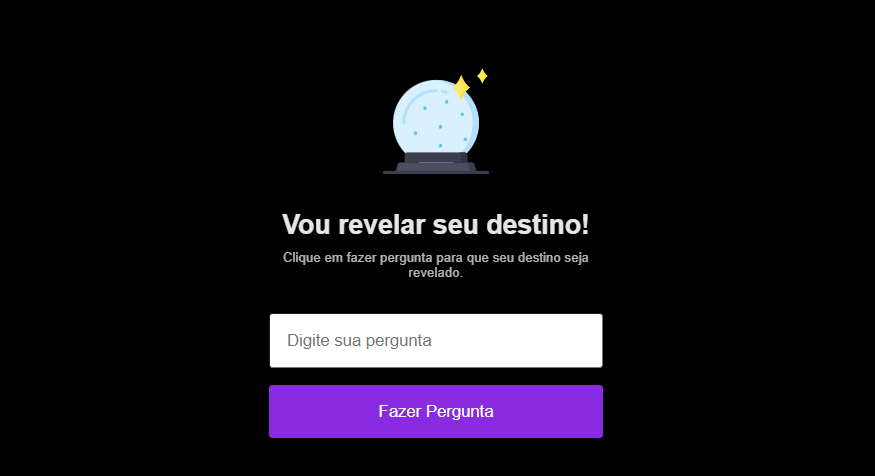 Vou revelar seu destino!
Clique em fazer pergunta para que seu destino seja
revelado.
Digite sua pergunta
Fazer Pergunta